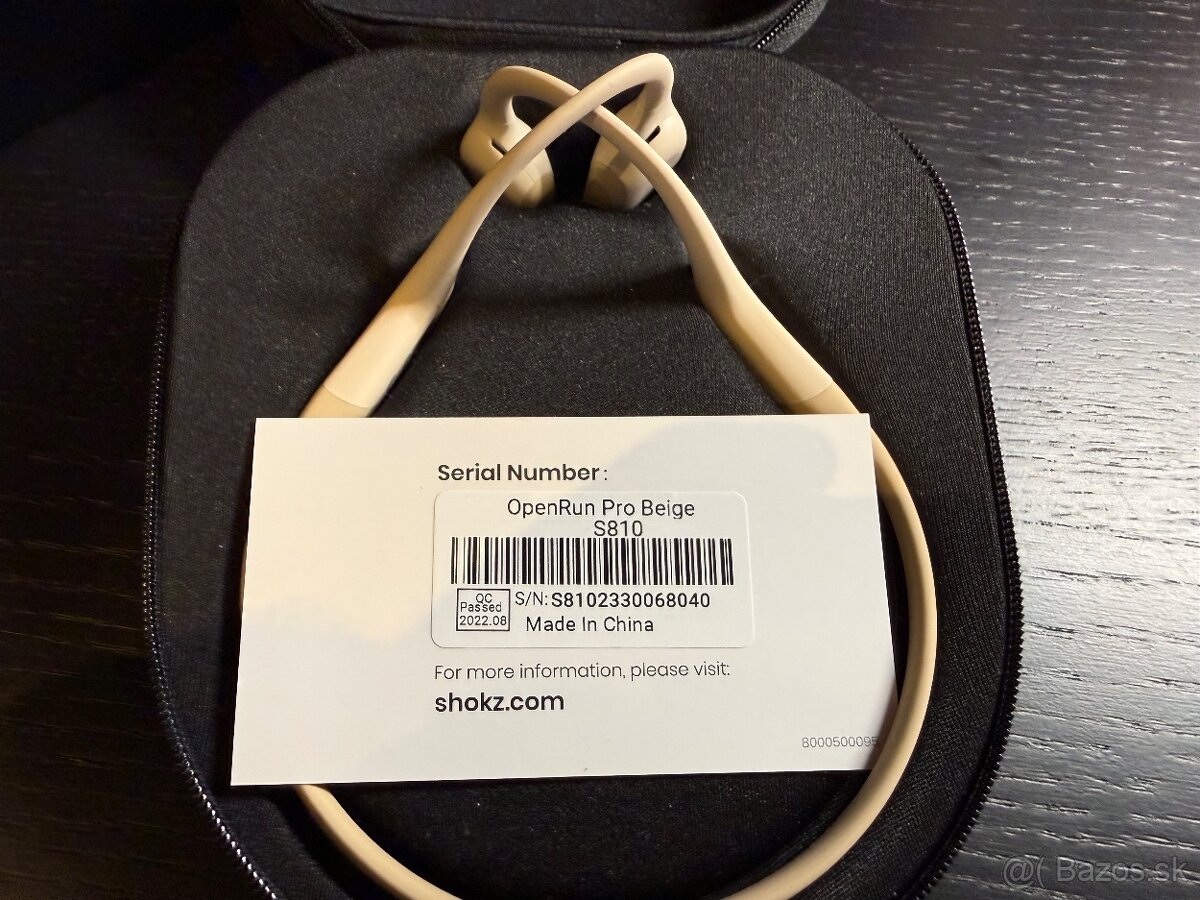 Serial Number:
OpenRun Pro Beige
S810
QC
Passed
2022.08
S/N: S8102330068040
Made In China
For more information, please visit:
shokz.com
8000500095
@( Bazos.sk